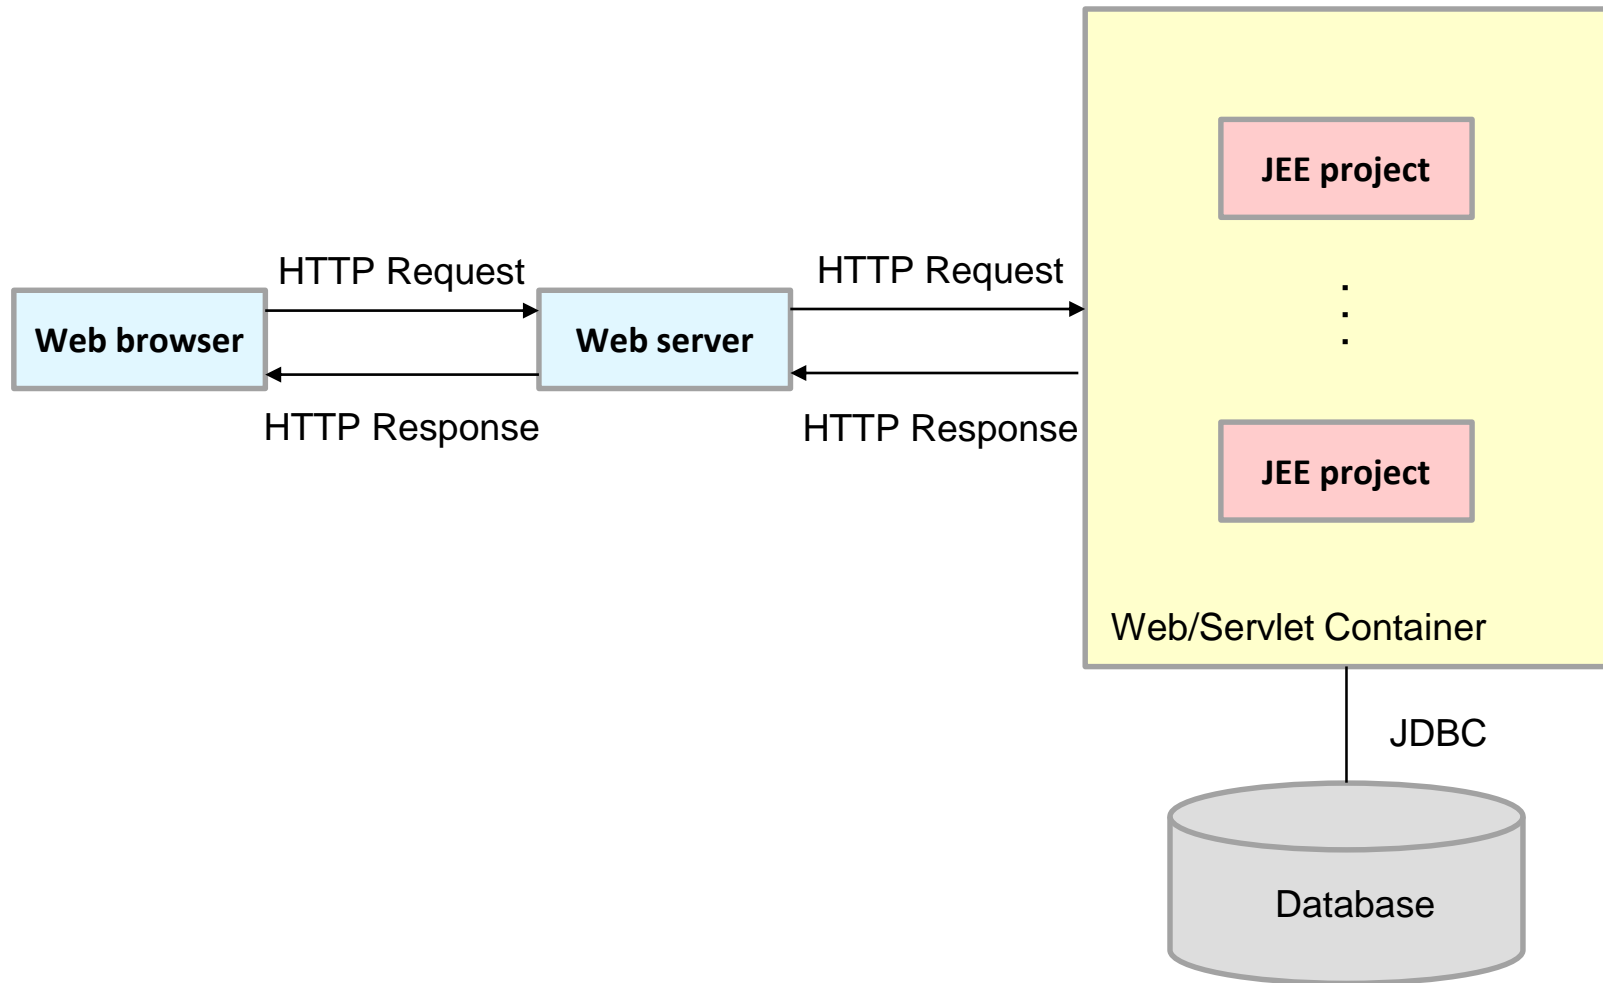 JEE project
HTTP Request
HTTP Request
Web browser
Web server
HTTP Response
HTTP Response
JEE project
Web/Servlet Container
JDBC
Database